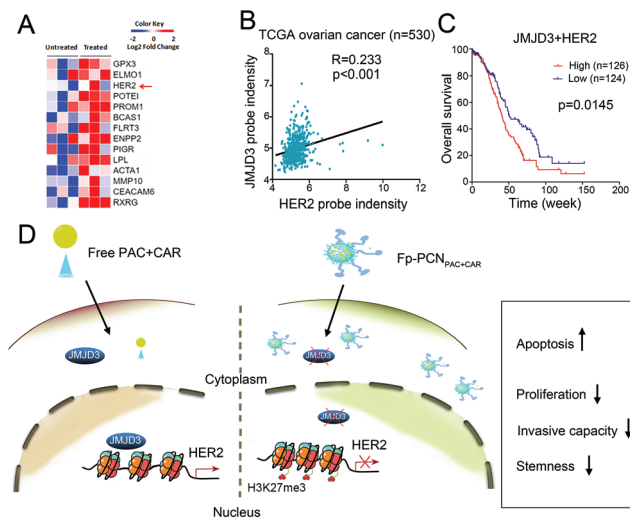 A
Color Key
-2 0 2
Log2 Fold Change
Untreated Treated
GPX3
ELMO1
HER2
POTEI
PROM1
BCAS1
FLRT3
ENPP2
PIGR
LPL
ACTA1
MMP10
CEACAM6
RXRG
B
TCGA ovarian cancer (n=530)
R=0.233
p<0.001
JMJD3 probe indensity
8
7
6
5
4
4 6 8 10 12
HER2 probe indensity
C
JMJD3+HER2
High (n=126)
Low (n=124)
p=0.0145
Overall survival
100
80
60
40
20
0
0 50 100 150 200
Time (week)
D
Free PAC+CAR
Fp-PCNPAC+CAR
JMJD3
JMJD3
Cytoplasm
JMJD3
JMJD3
HER2
HER2
H3K27me3
Nucleus
Apoptosis
Proliferation
Invasive capacity
Stemness